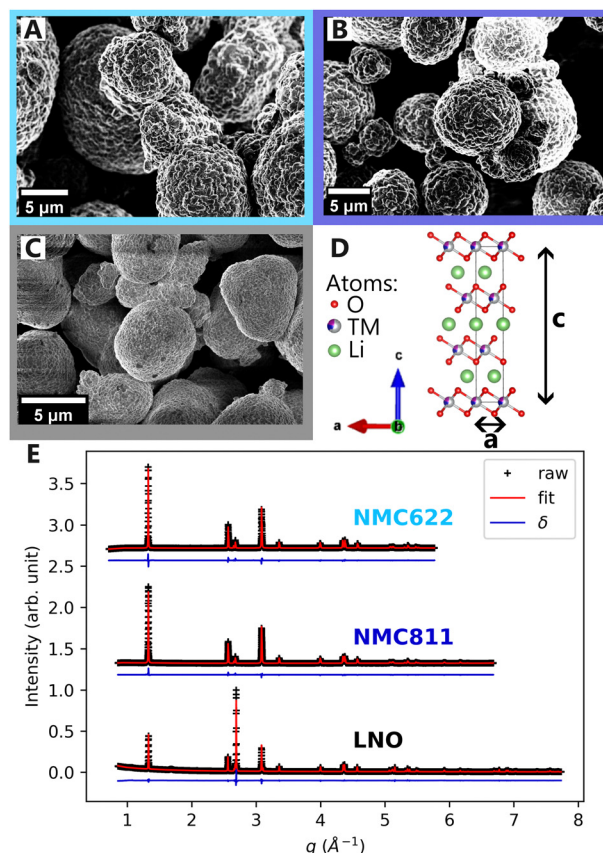 A
5 µm
B
5 µm
C
5 µm
D
Atoms:
O
TM
Li
c
a
b
c
a
E
Intensity (arb. unit)
3.5
3.0
2.5
2.0
1.5
1.0
0.5
0.0
raw
fit
δ
NMC622
NMC811
LNO
1 2 3 4 5 6 7 8
q (Å⁻¹)